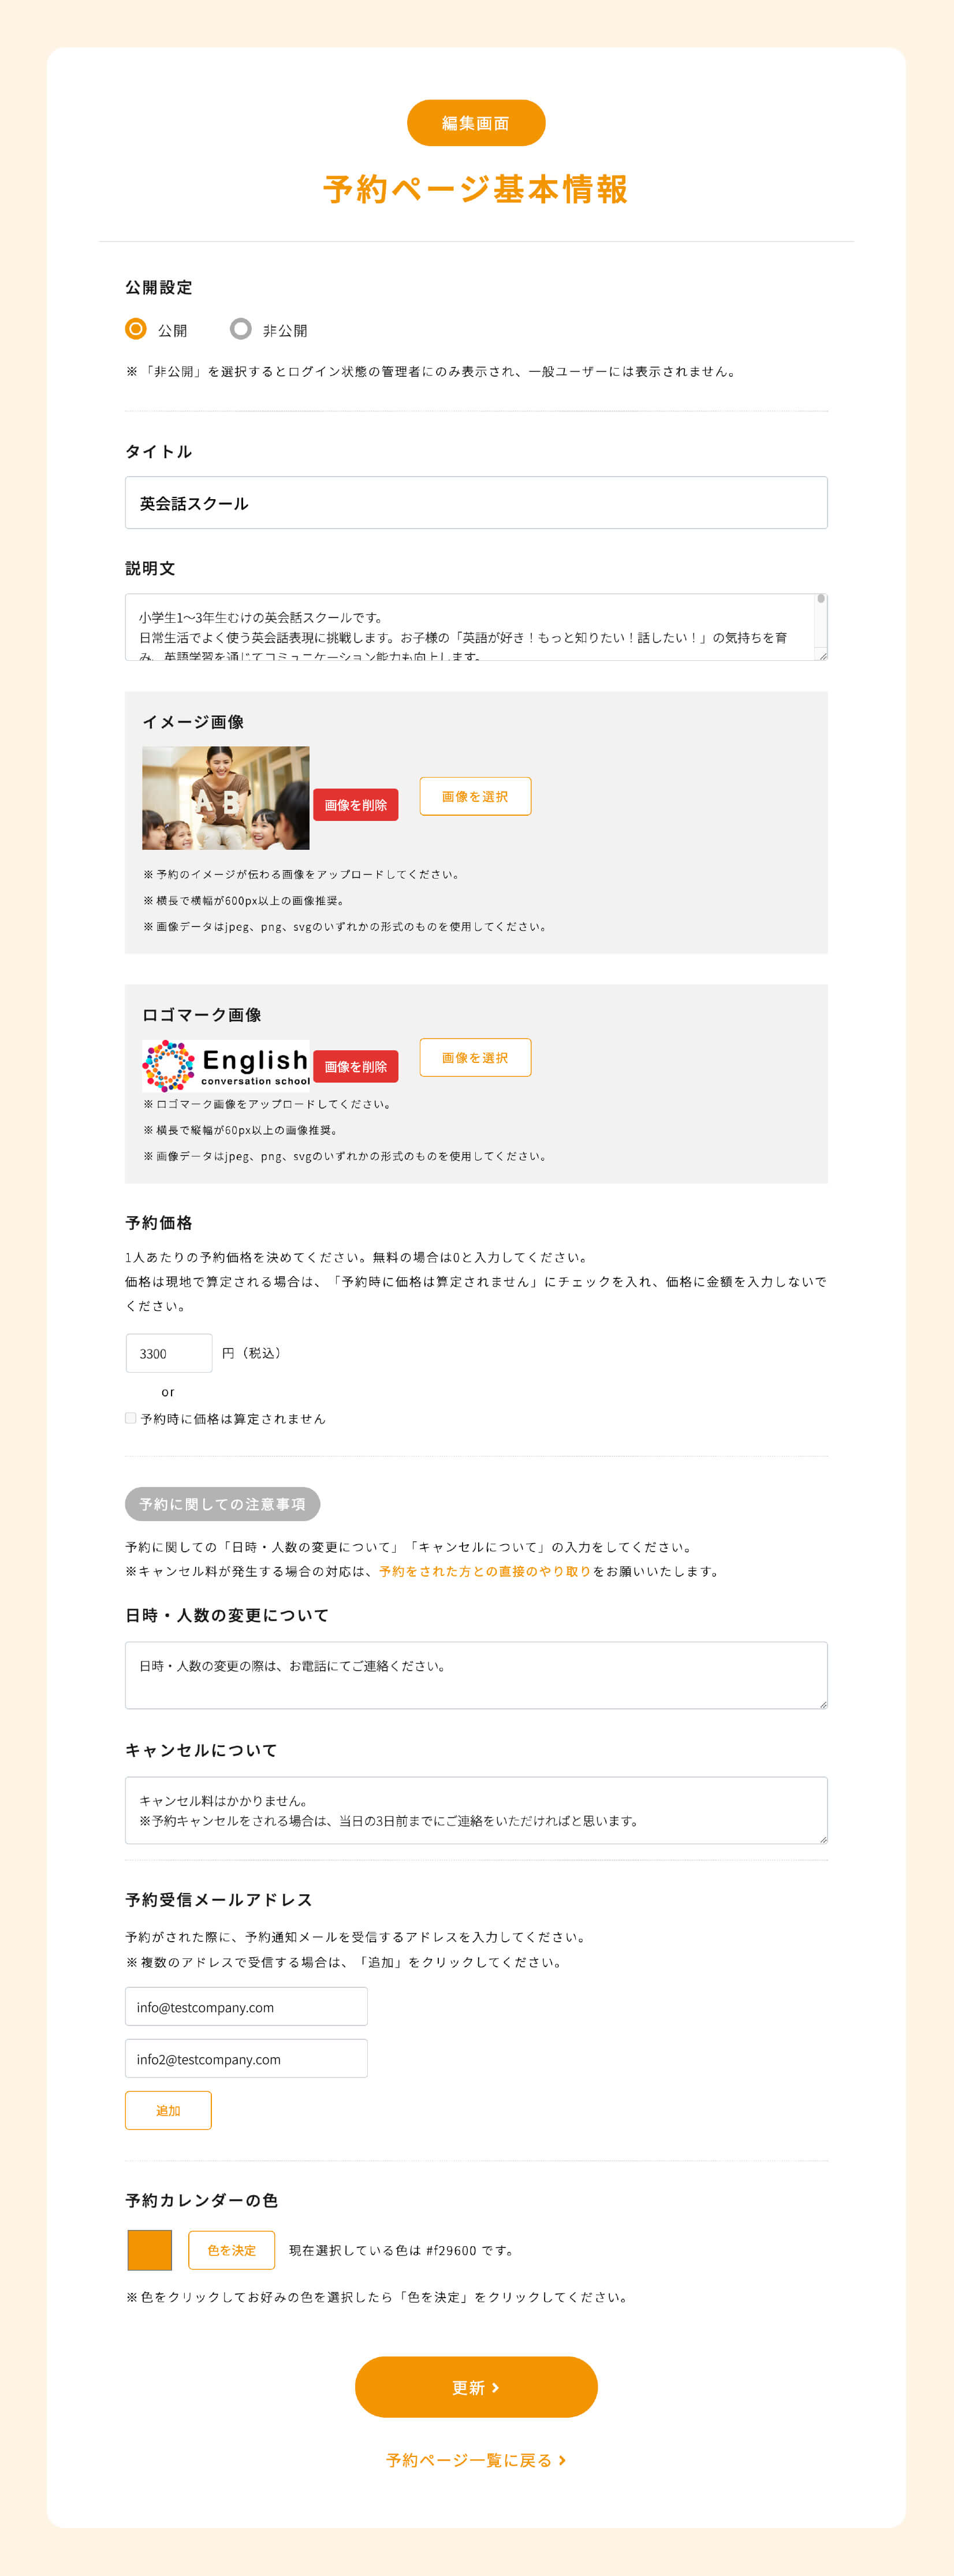 編集画面
予約ページ基本情報
公開設定
公開
非公開
※「非公開」を選択するとログイン状態の管理者にのみ表示され、一般ユーザーには表示されません。
タイトル
英会話スクール
説明文
小学生1〜3年生むけの英会話スクールです。
日常生活でよく使う英会話表現に挑戦します。お子様の「英語が好き！もっと知りたい！話したい！」の気持ちを育
み、英語学習を通じてコミュニケーション能力も向上します。
イメージ画像
A B
画像を削除
画像を選択
※ 予約のイメージが伝わる画像をアップロードしてください。
※ 横長で横幅が600px以上の画像推奨。
※ 画像データはjpeg、png、svgのいずれかの形式のものを使用してください。
ロゴマーク画像
English
conversation school
画像を削除
画像を選択
※ ロゴマーク画像をアップロードしてください。
※ 横長で縦幅が60px以上の画像推奨。
※ 画像データはjpeg、png、svgのいずれかの形式のものを使用してください。
予約価格
1人あたりの予約価格を決めてください。無料の場合は0と入力してください。
価格は現地で算定される場合は、「予約時に価格は算定されません」にチェックを入れ、価格に金額を入力しないで
ください。
3300
円（税込）
or
予約時に価格は算定されません
予約に関しての注意事項
予約に関しての「日時・人数の変更について」「キャンセルについて」の入力をしてください。
※キャンセル料が発生する場合の対応は、予約をされた方との直接のやり取りをお願いいたします。
日時・人数の変更について
日時・人数の変更の際は、お電話にてご連絡ください。
キャンセルについて
キャンセル料はかかりません。
※予約キャンセルをされる場合は、当日の3日前までにご連絡をいただければと思います。
予約受信メールアドレス
予約がされた際に、予約通知メールを受信するアドレスを入力してください。
※ 複数のアドレスで受信する場合は、「追加」をクリックしてください。
info@testcompany.com
info2@testcompany.com
追加
予約カレンダーの色
色を決定
現在選択している色は #f29600 です。
※ 色をクリックしてお好みの色を選択したら「色を決定」をクリックしてください。
更新
予約ページ一覧に戻る